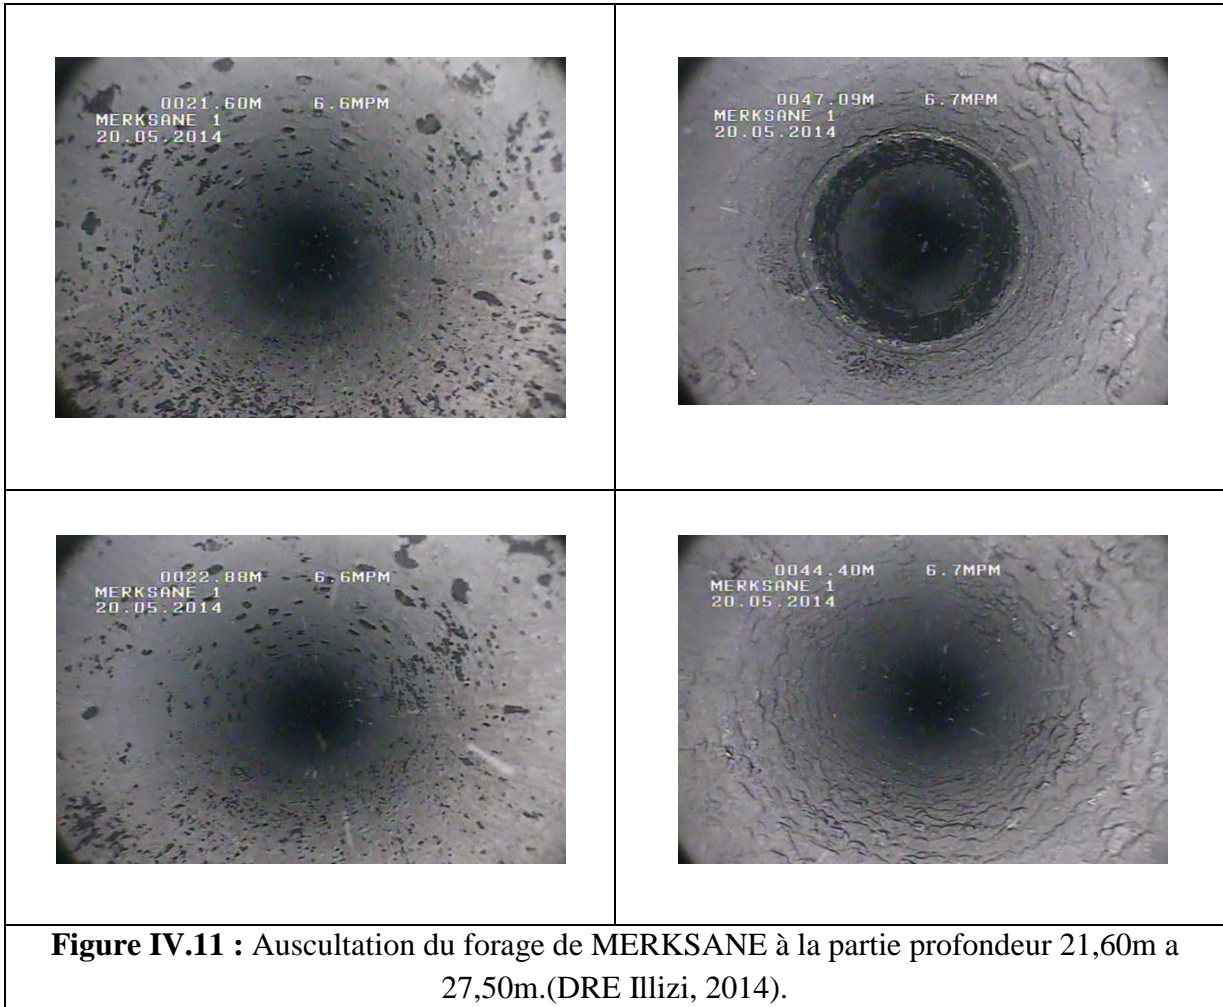 0021.60M 6.6MPM
MERKSANE 1
20.05.2014
0047.09M 6.7MPM
MERKSANE 1
20.05.2014
0022.88M 6.6MPM
MERKSANE 1
20.05.2014
0044.40M 6.7MPM
MERKSANE 1
20.05.2014
Figure IV.11 : Auscultation du forage de MERKSANE à la partie profondeur 21,60m a
27,50m.(DRE Illizi, 2014).